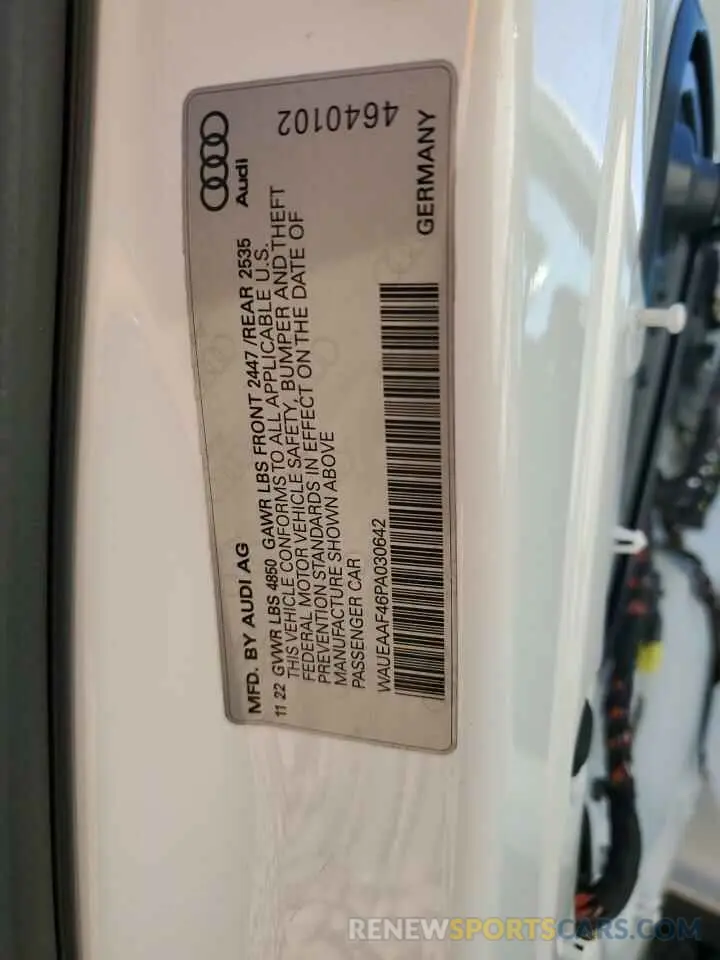 Audi
4640102
MFD. BY AUDI AG
11 22 GVWR LBS 4850 GAWR LBS FRONT 2447 /REAR 2535
THIS VEHICLE CONFORMS TO ALL APPLICABLE U.S.
FEDERAL MOTOR VEHICLE SAFETY, BUMPER AND THEFT
PREVENTION STANDARDS IN EFFECT ON THE DATE OF
MANUFACTURE SHOWN ABOVE
PASSENGER CAR
WAUEAAF46PA030642
GERMANY
RENEWSPORTSCARS.COM